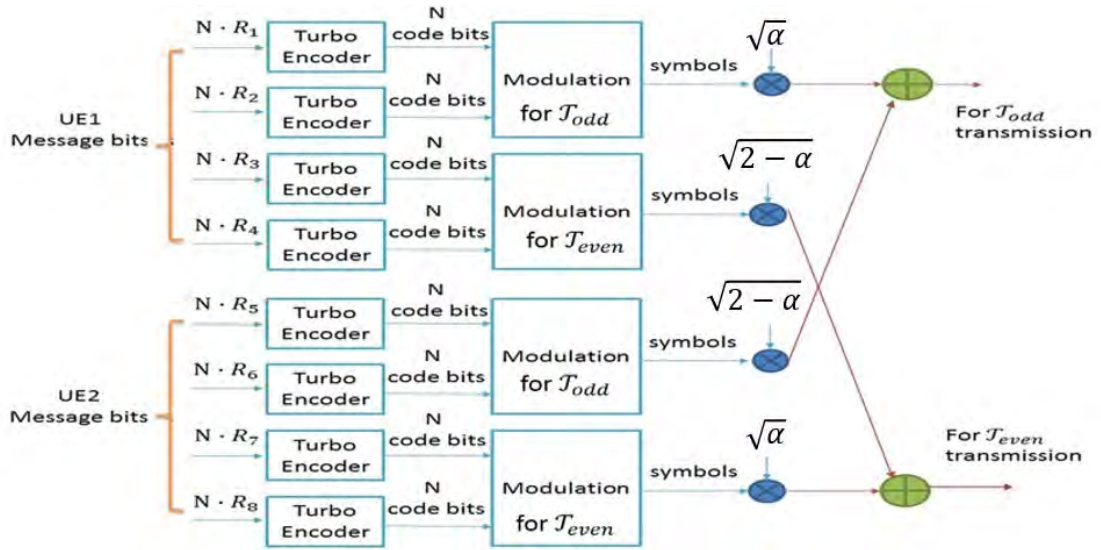 N · R₁
Turbo
Encoder
N
code bits
N · R₂
Turbo
Encoder
N
code bits
Modulation
for 𝒯odd
symbols
√α
For 𝒯odd
transmission
UE1
Message bits
N · R₃
Turbo
Encoder
N
code bits
N · R₄
Turbo
Encoder
N
code bits
Modulation
for 𝒯even
symbols
√2 − α
N · R₅
Turbo
Encoder
N
code bits
N · R₆
Turbo
Encoder
N
code bits
Modulation
for 𝒯odd
symbols
√2 − α
UE2
Message bits
N · R₇
Turbo
Encoder
N
code bits
N · R₈
Turbo
Encoder
N
code bits
Modulation
for 𝒯even
symbols
√α
For 𝒯even
transmission